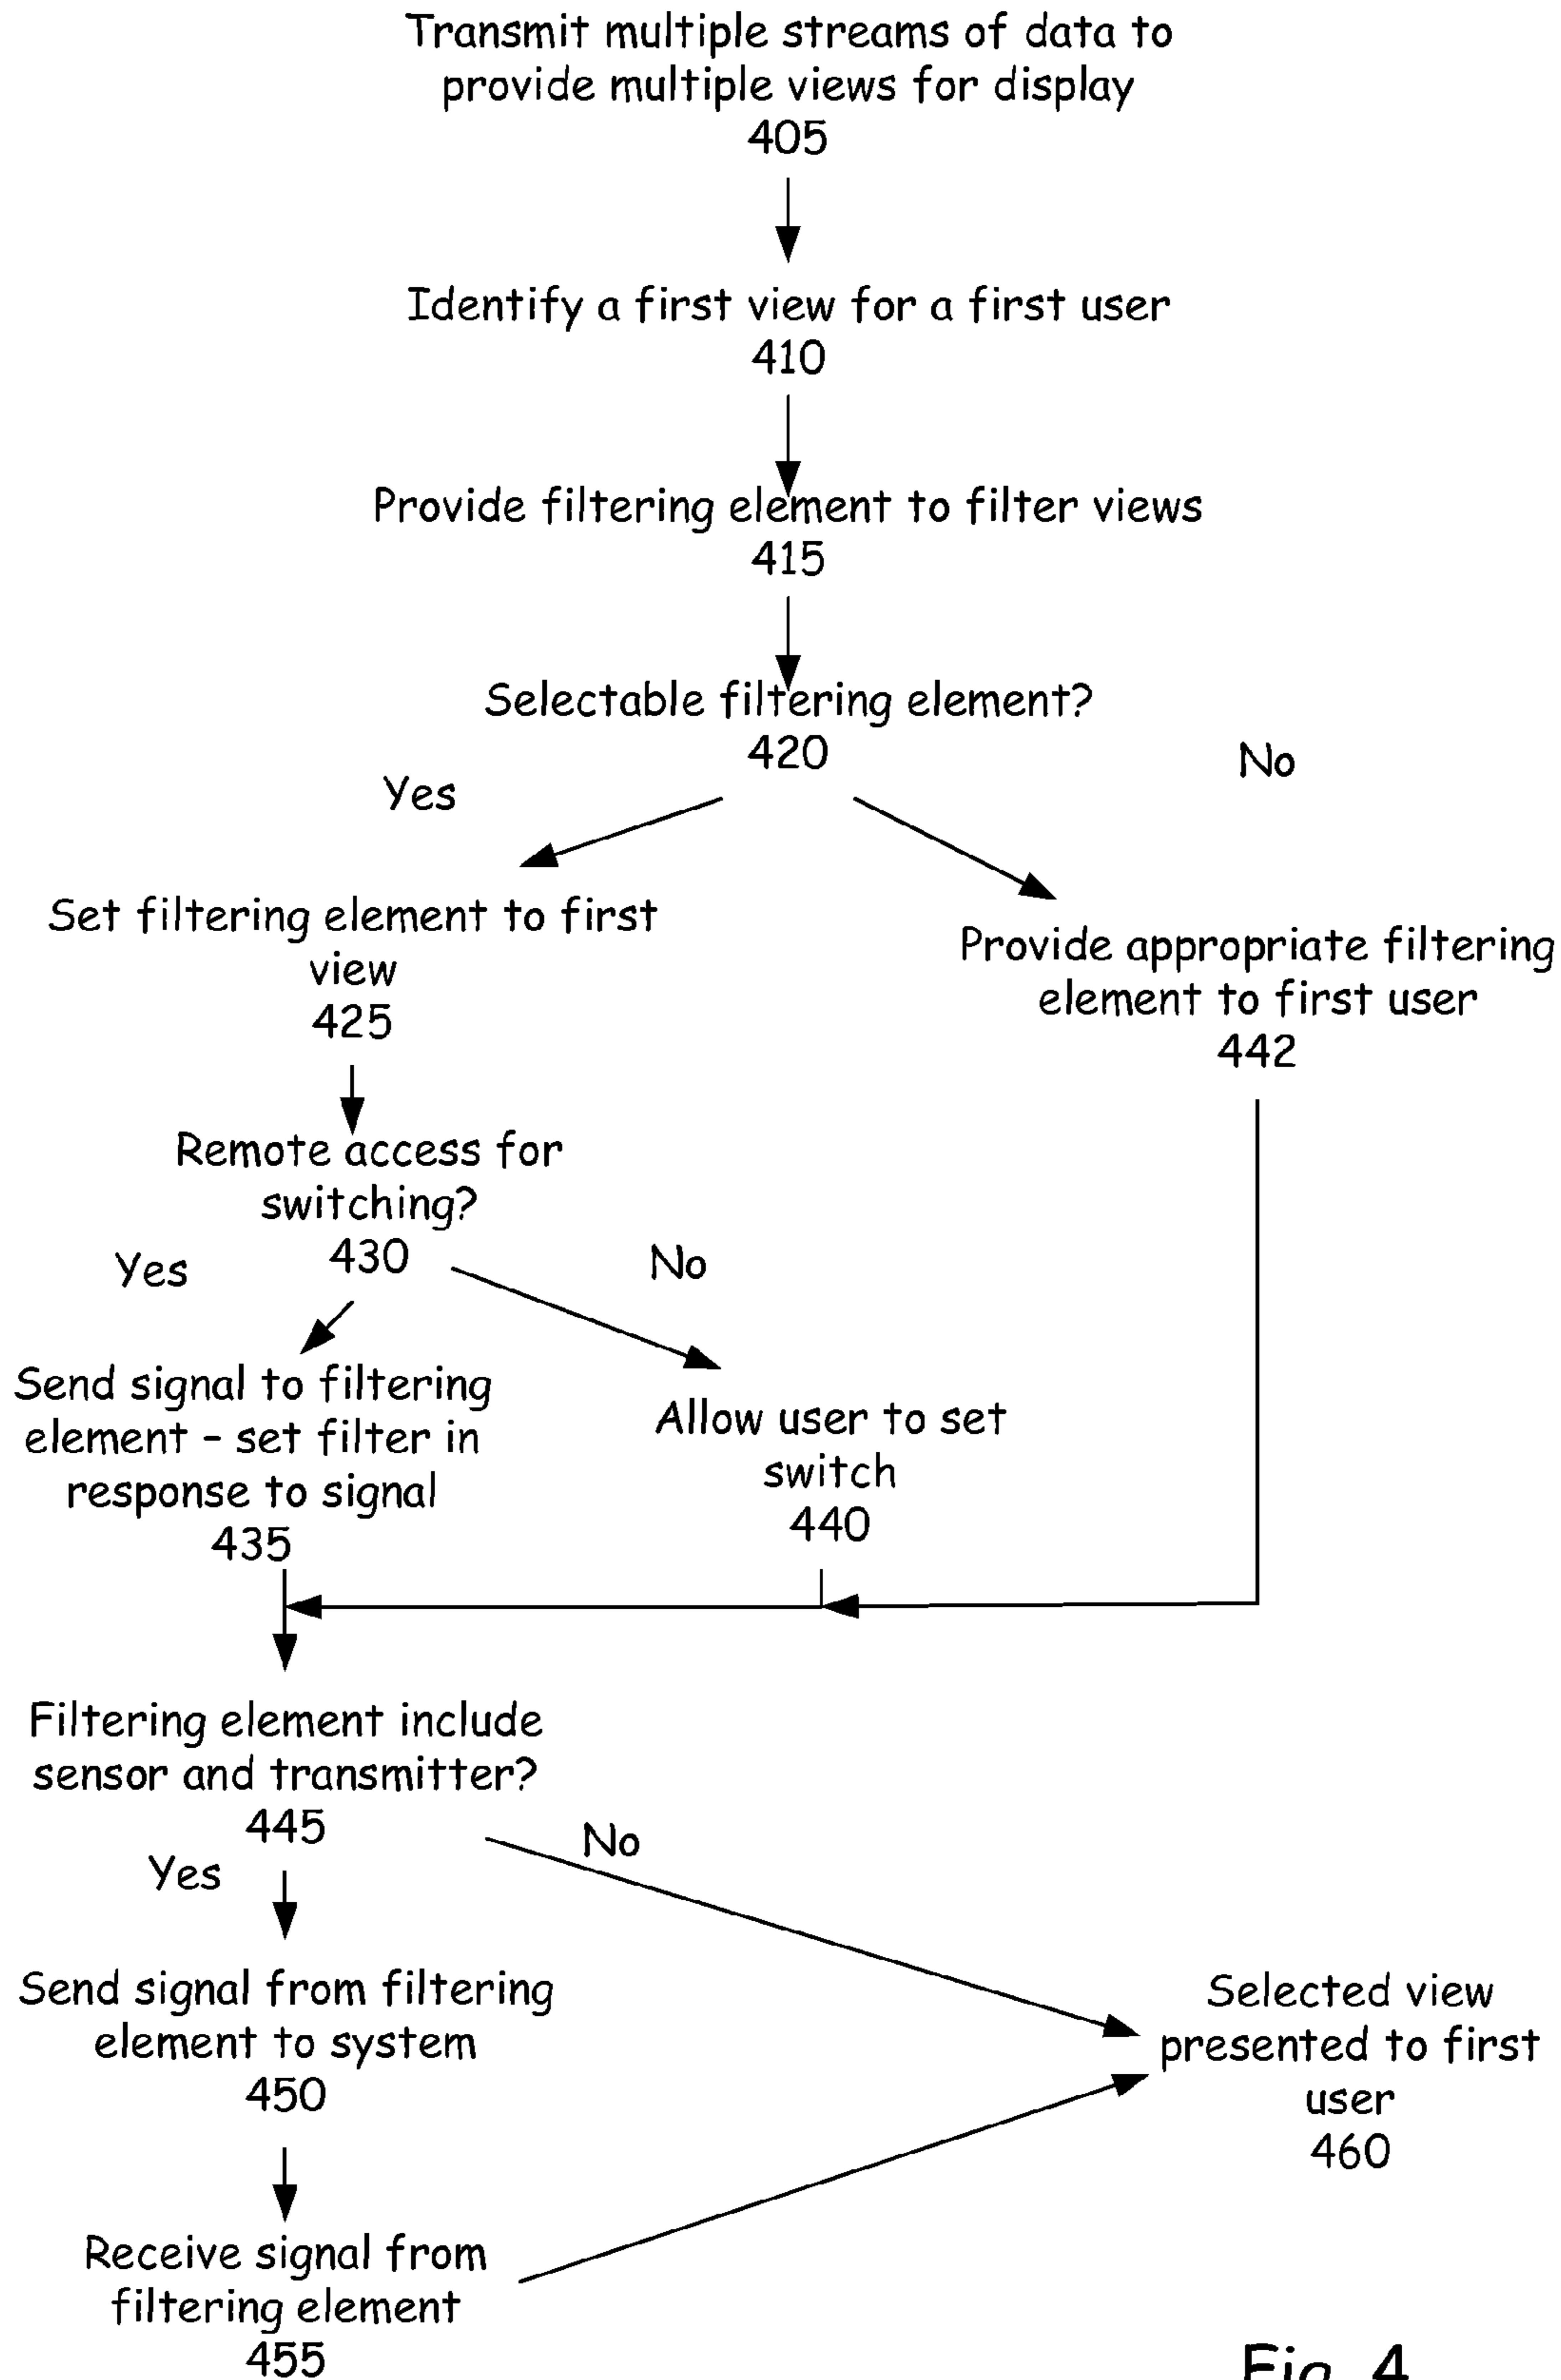 Transmit multiple streams of data to
provide multiple views for display
405
Identify a first view for a first user
410
Provide filtering element to filter views
415
Selectable filtering element?
420
Yes
No
Set filtering element to first
view
425
Provide appropriate filtering
element to first user
442
Remote access for
switching?
430
Yes
No
Send signal to filtering
element – set filter in
response to signal
435
Allow user to set
switch
440
Filtering element include
sensor and transmitter?
445
Yes
No
Send signal from filtering
element to system
450
Selected view
presented to first
user
460
Receive signal from
filtering element
455
Fig. 4